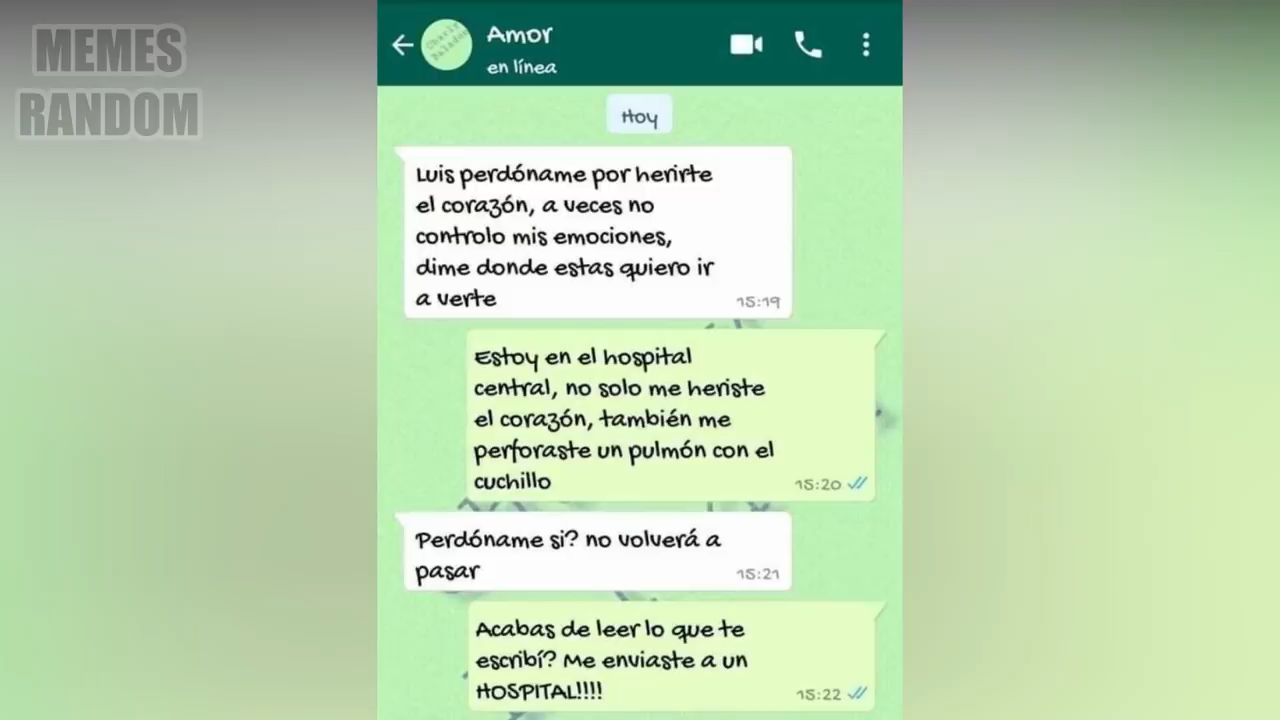 MEMES
RANDOM
Amor
en línea
Hoy
Luis perdóname por herirte
el corazón, a veces no
controlo mis emociones,
dime donde estas quiero ir
a verte
15:19
Estoy en el hospital
central, no solo me heriste
el corazón, también me
perforaste un pulmón con el
cuchillo
15:20
Perdóname si? no volverá a
pasar
15:21
Acabas de leer lo que te
escribí? Me enviaste a un
HOSPITAL!!!!
15:22